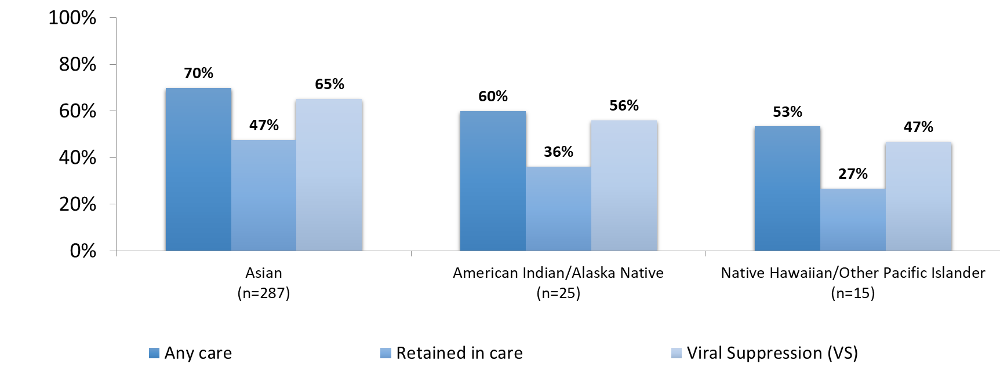 100%
80%
60%
40%
20%
0%
70%
47%
65%
60%
36%
56%
53%
27%
47%
Asian
(n=287)
American Indian/Alaska Native
(n=25)
Native Hawaiian/Other Pacific Islander
(n=15)
Any care
Retained in care
Viral Suppression (VS)